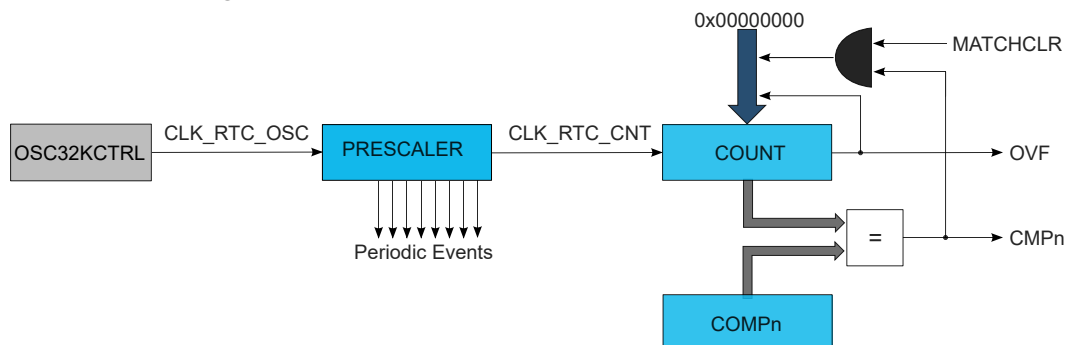 0x00000000
MATCHCLR
OSC32KCTRL
CLK_RTC_OSC
PRESCALER
CLK_RTC_CNT
COUNT
OVF
Periodic Events
=
CMPn
COMPn